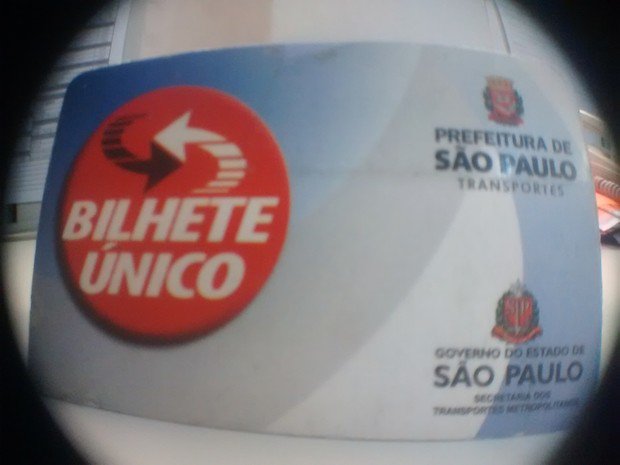 BILHETE
ÚNICO
PREFEITURA DE
SÃO PAULO
TRANSPORTES
GOVERNO DO ESTADO DE
SÃO PAULO
SECRETARIA DOS
TRANSPORTES METROPOLITANOS